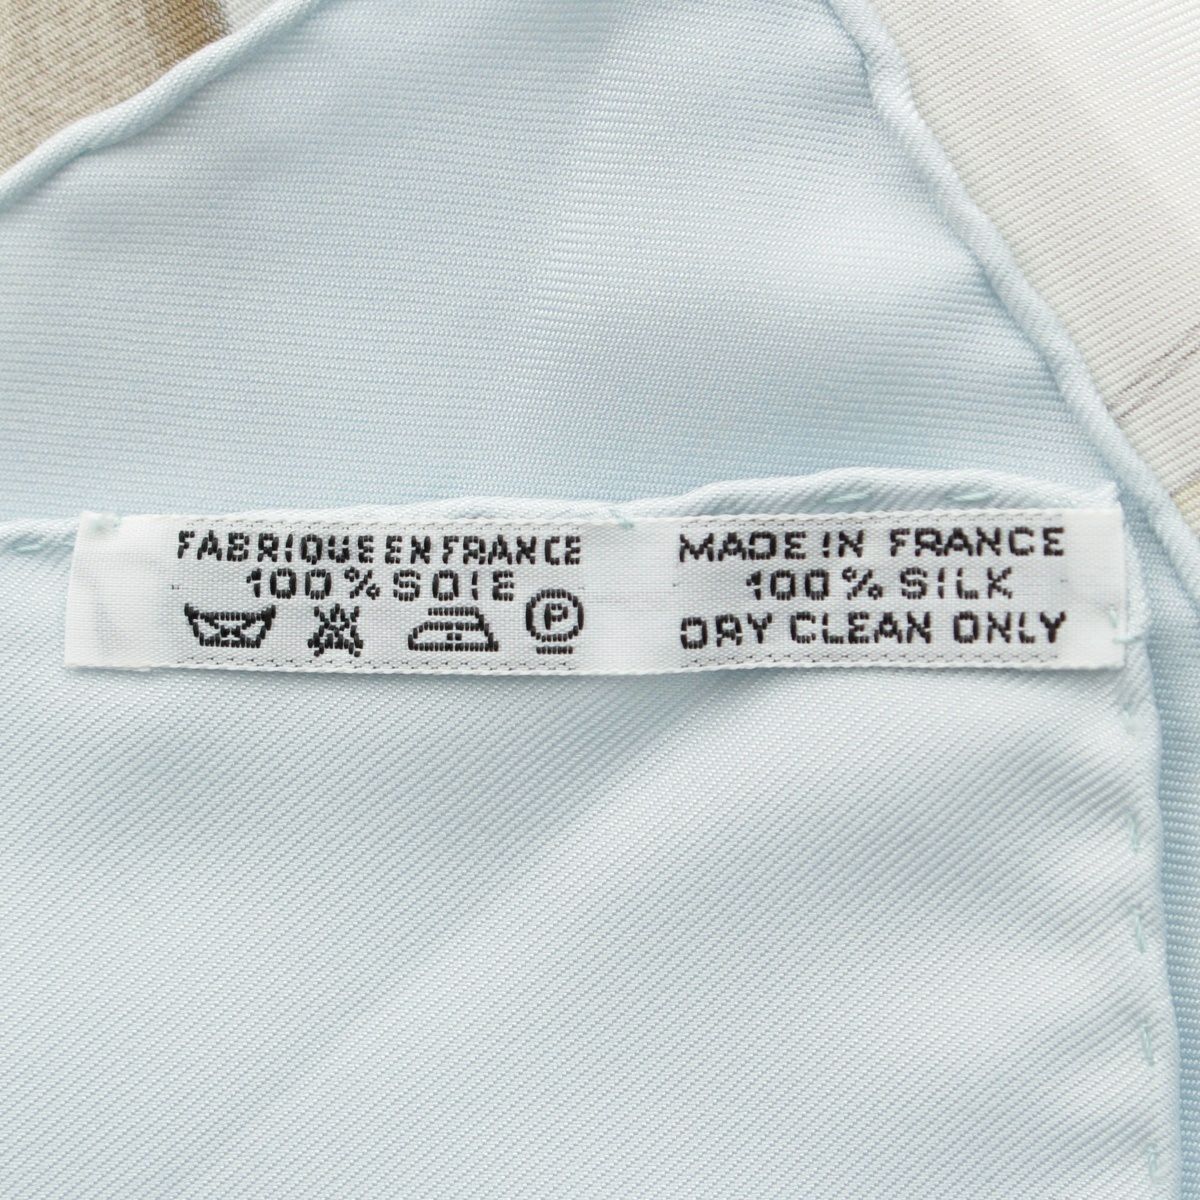 FABRIQUE EN FRANCE
100% SOIE
P
MADE IN FRANCE
100% SILK
DRY CLEAN ONLY